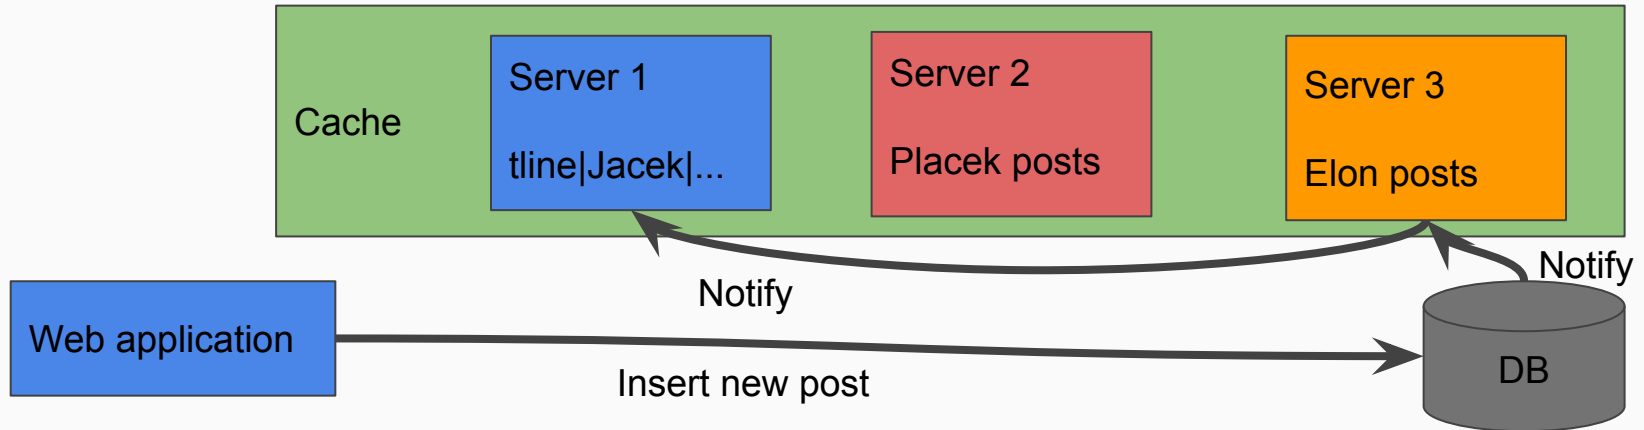 Cache
Server 1
tline|Jacek|...
Server 2
Placek posts
Server 3
Elon posts
Notify
Notify
Web application
Insert new post
DB